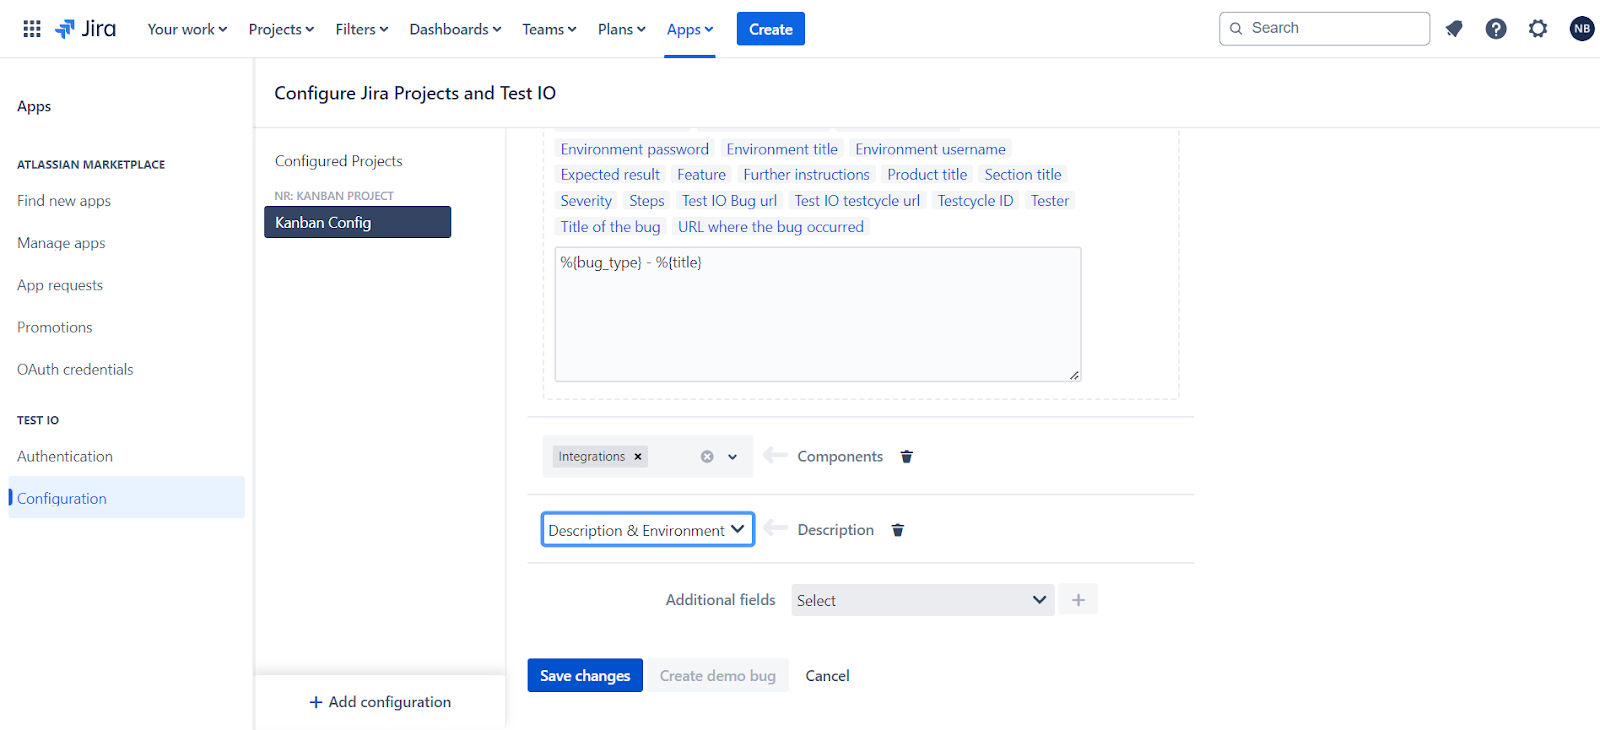 Jira Your work Projects Filters Dashboards Teams Plans Apps Create Search NB
Configure Jira Projects and Test IO
Apps
ATLASSIAN MARKETPLACE
Find new apps
Manage apps
App requests
Promotions
OAuth credentials
TEST IO
Authentication
Configuration
Configured Projects
NR: KANBAN PROJECT
Kanban Config
+ Add configuration
Environment password Environment title Environment username
Expected result Feature Further instructions Product title Section title
Severity Steps Test IO Bug url Test IO testcycle url Testcycle ID Tester
Title of the bug URL where the bug occurred
%{bug_type} - %{title}
Integrations × Components
Description & Environment Description
Additional fields Select +
Save changes Create demo bug Cancel